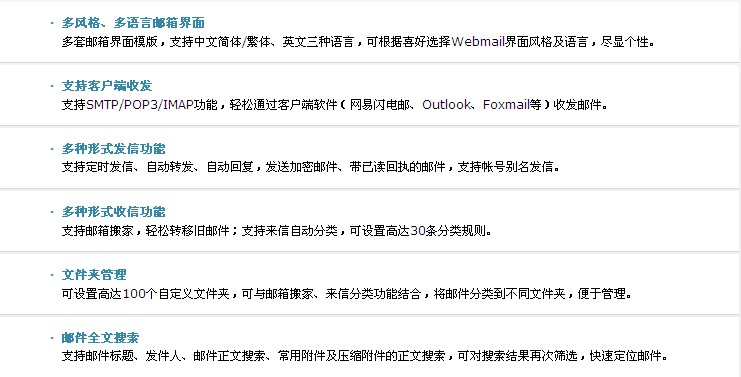 · 多风格、多语言邮箱界面
多套邮箱界面模版，支持中文简体/繁体、英文三种语言，可根据喜好选择Webmail界面风格及语言，尽显个性。
· 支持客户端收发
支持SMTP/POP3/IMAP功能，轻松通过客户端软件（网易闪电邮、Outlook、Foxmail等）收发邮件。
· 多种形式发信功能
支持定时发信、自动转发、自动回复，发送加密邮件、带已读回执的邮件，支持帐号别名发信。
· 多种形式收信功能
支持邮箱搬家，轻松转移旧邮件；支持来信自动分类，可设置高达30条分类规则。
· 文件夹管理
可设置高达100个自定义文件夹，可与邮箱搬家、来信分类功能结合，将邮件分类到不同文件夹，便于管理。
· 邮件全文搜索
支持邮件标题、发件人、邮件正文搜索、常用附件及压缩附件的正文搜索，可对搜索结果再次筛选，快速定位邮件。